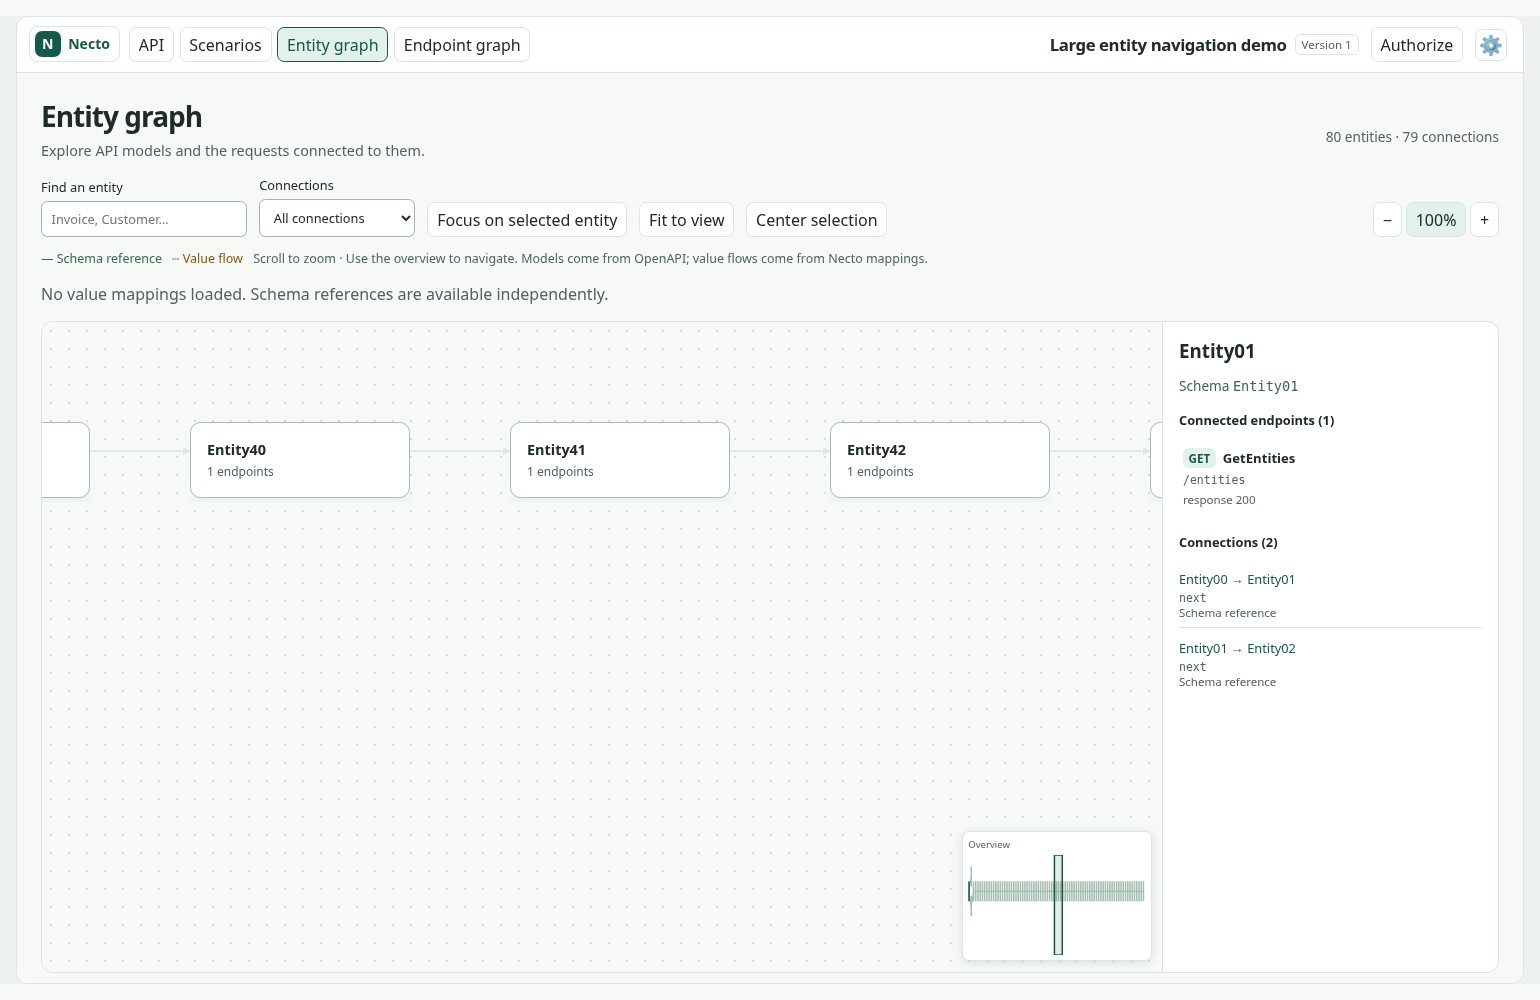 N Necto API Scenarios Entity graph Endpoint graph Large entity navigation demo Version 1 Authorize
Entity graph
Explore API models and the requests connected to them.
80 entities · 79 connections
Find an entity
Connections
Invoice, Customer...
All connections
Focus on selected entity
Fit to view
Center selection
− 100% +
— Schema reference ┄ Value flow Scroll to zoom · Use the overview to navigate. Models come from OpenAPI; value flows come from Necto mappings.
No value mappings loaded. Schema references are available independently.
Entity40
1 endpoints
Entity41
1 endpoints
Entity42
1 endpoints
Overview
Entity01
Schema Entity01
Connected endpoints (1)
GET GetEntities
/entities
response 200
Connections (2)
Entity00 → Entity01
next
Schema reference
Entity01 → Entity02
next
Schema reference